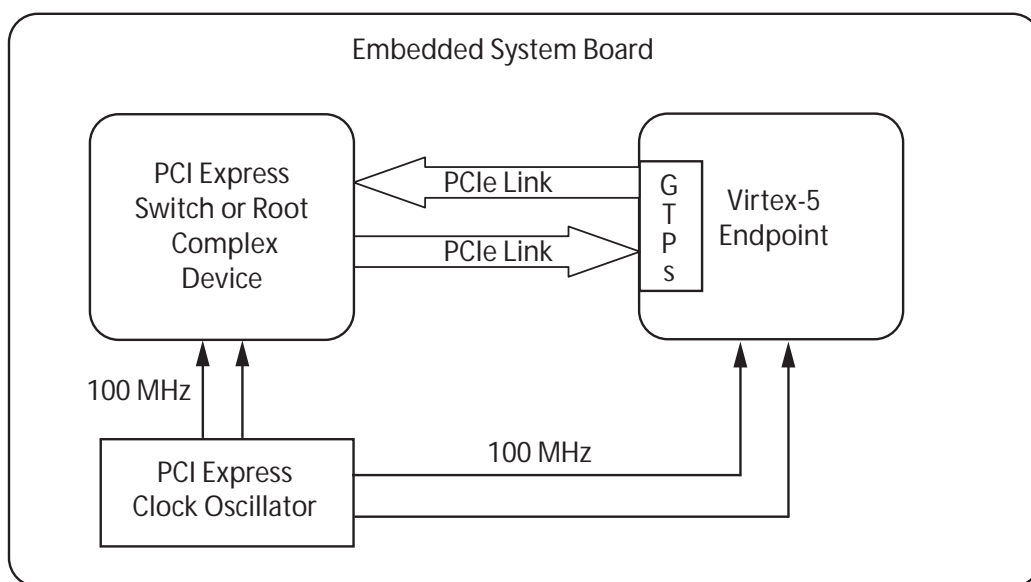 Embedded System Board
PCI Express
Switch or Root
Complex
Device
PCIe Link
PCIe Link
G
T
P
s
Virtex-5
Endpoint
100 MHz
PCI Express
Clock Oscillator
100 MHz